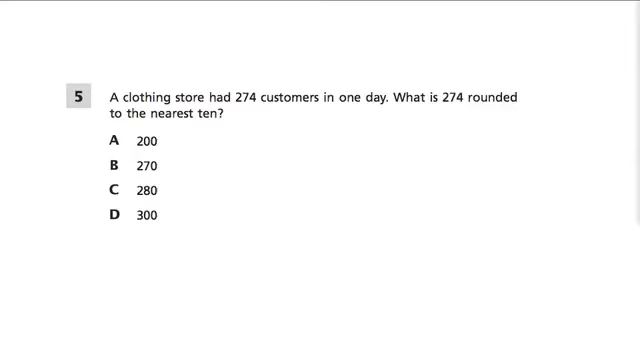 5 A clothing store had 274 customers in one day. What is 274 rounded
to the nearest ten?
A 200
B 270
C 280
D 300